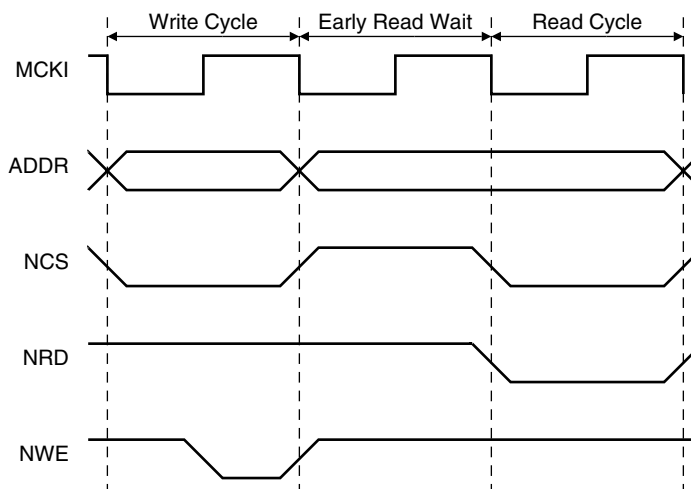 Write Cycle Early Read Wait Read Cycle
MCKI
ADDR
NCS
NRD
NWE